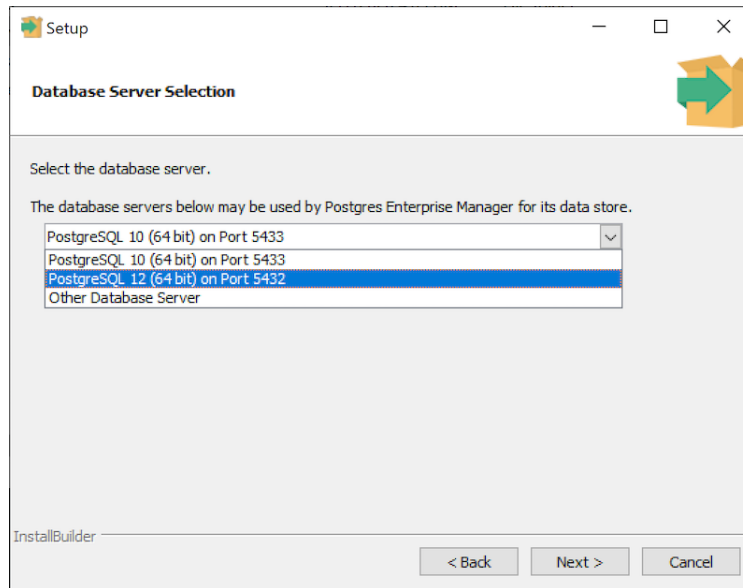 Setup
Database Server Selection
Select the database server.
The database servers below may be used by Postgres Enterprise Manager for its data store.
PostgreSQL 10 (64 bit) on Port 5433
PostgreSQL 10 (64 bit) on Port 5433
PostgreSQL 12 (64 bit) on Port 5432
Other Database Server
InstallBuilder
< Back Next > Cancel